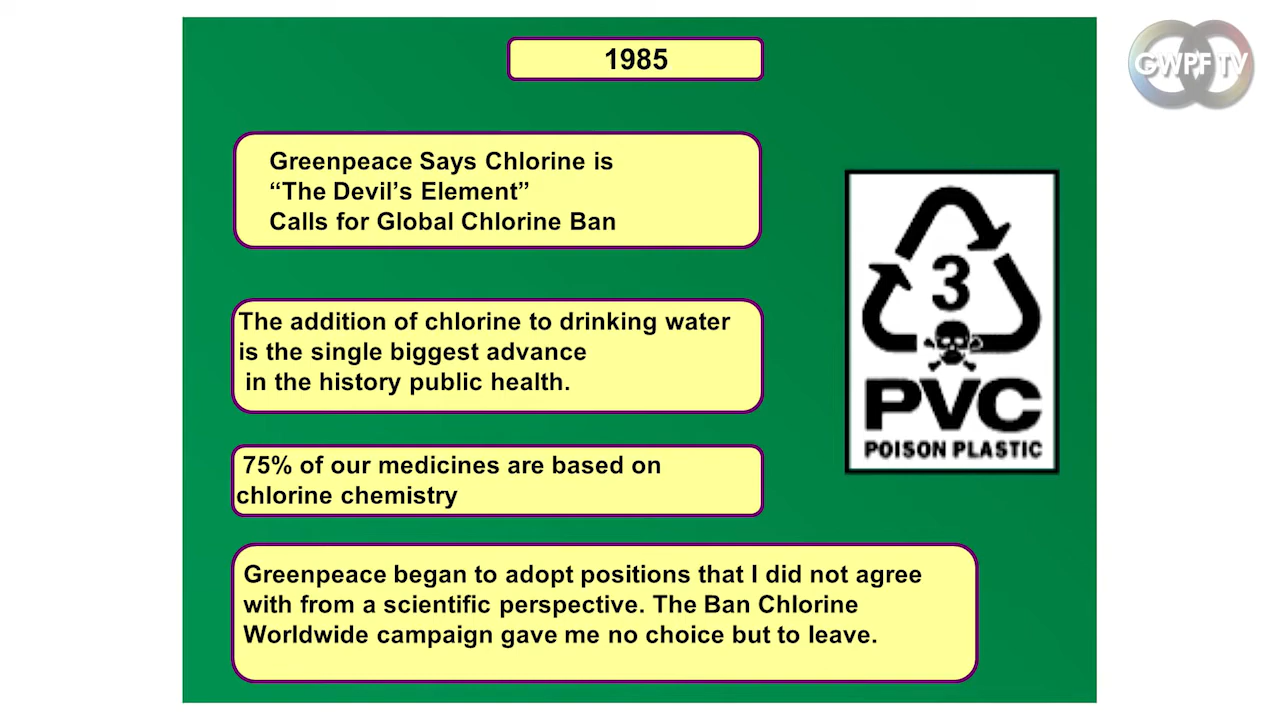 1985
GWPF TV
Greenpeace Says Chlorine is
“The Devil’s Element”
Calls for Global Chlorine Ban
The addition of chlorine to drinking water
is the single biggest advance
in the history public health.
75% of our medicines are based on
chlorine chemistry
Greenpeace began to adopt positions that I did not agree
with from a scientific perspective. The Ban Chlorine
Worldwide campaign gave me no choice but to leave.
3
PVC
POISON PLASTIC